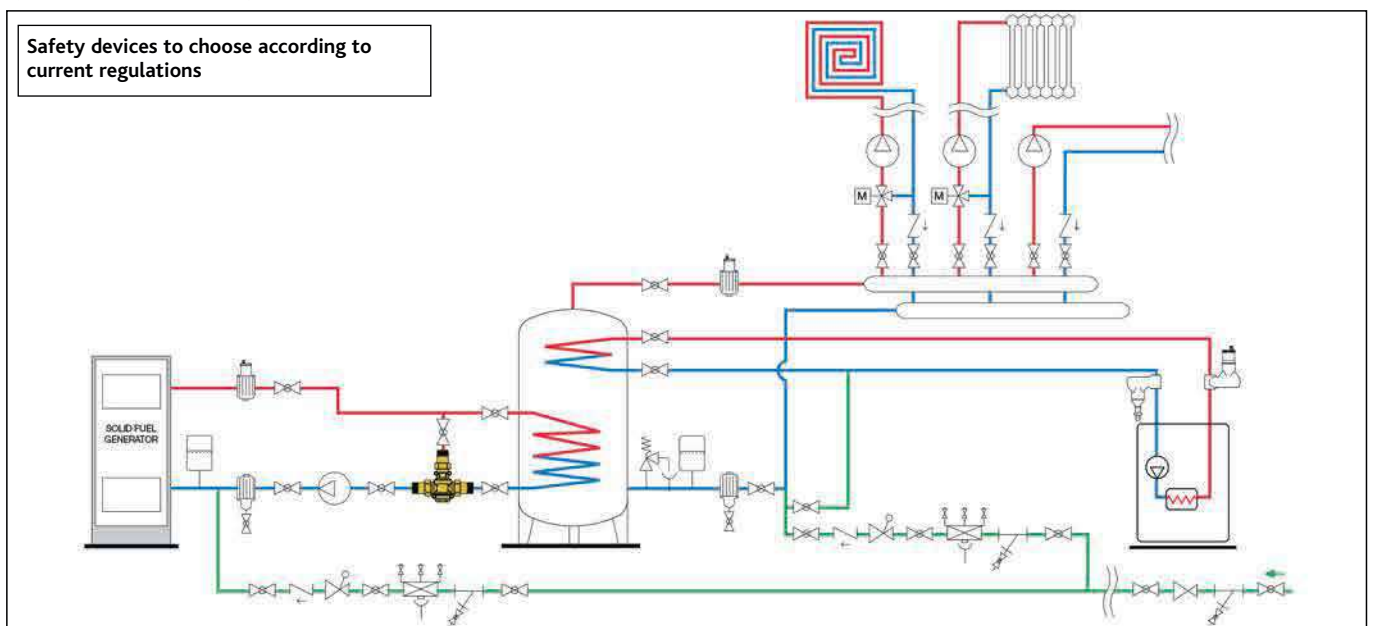 Safety devices to choose according to
current regulations
M
M
SOLID FUEL
GENERATOR